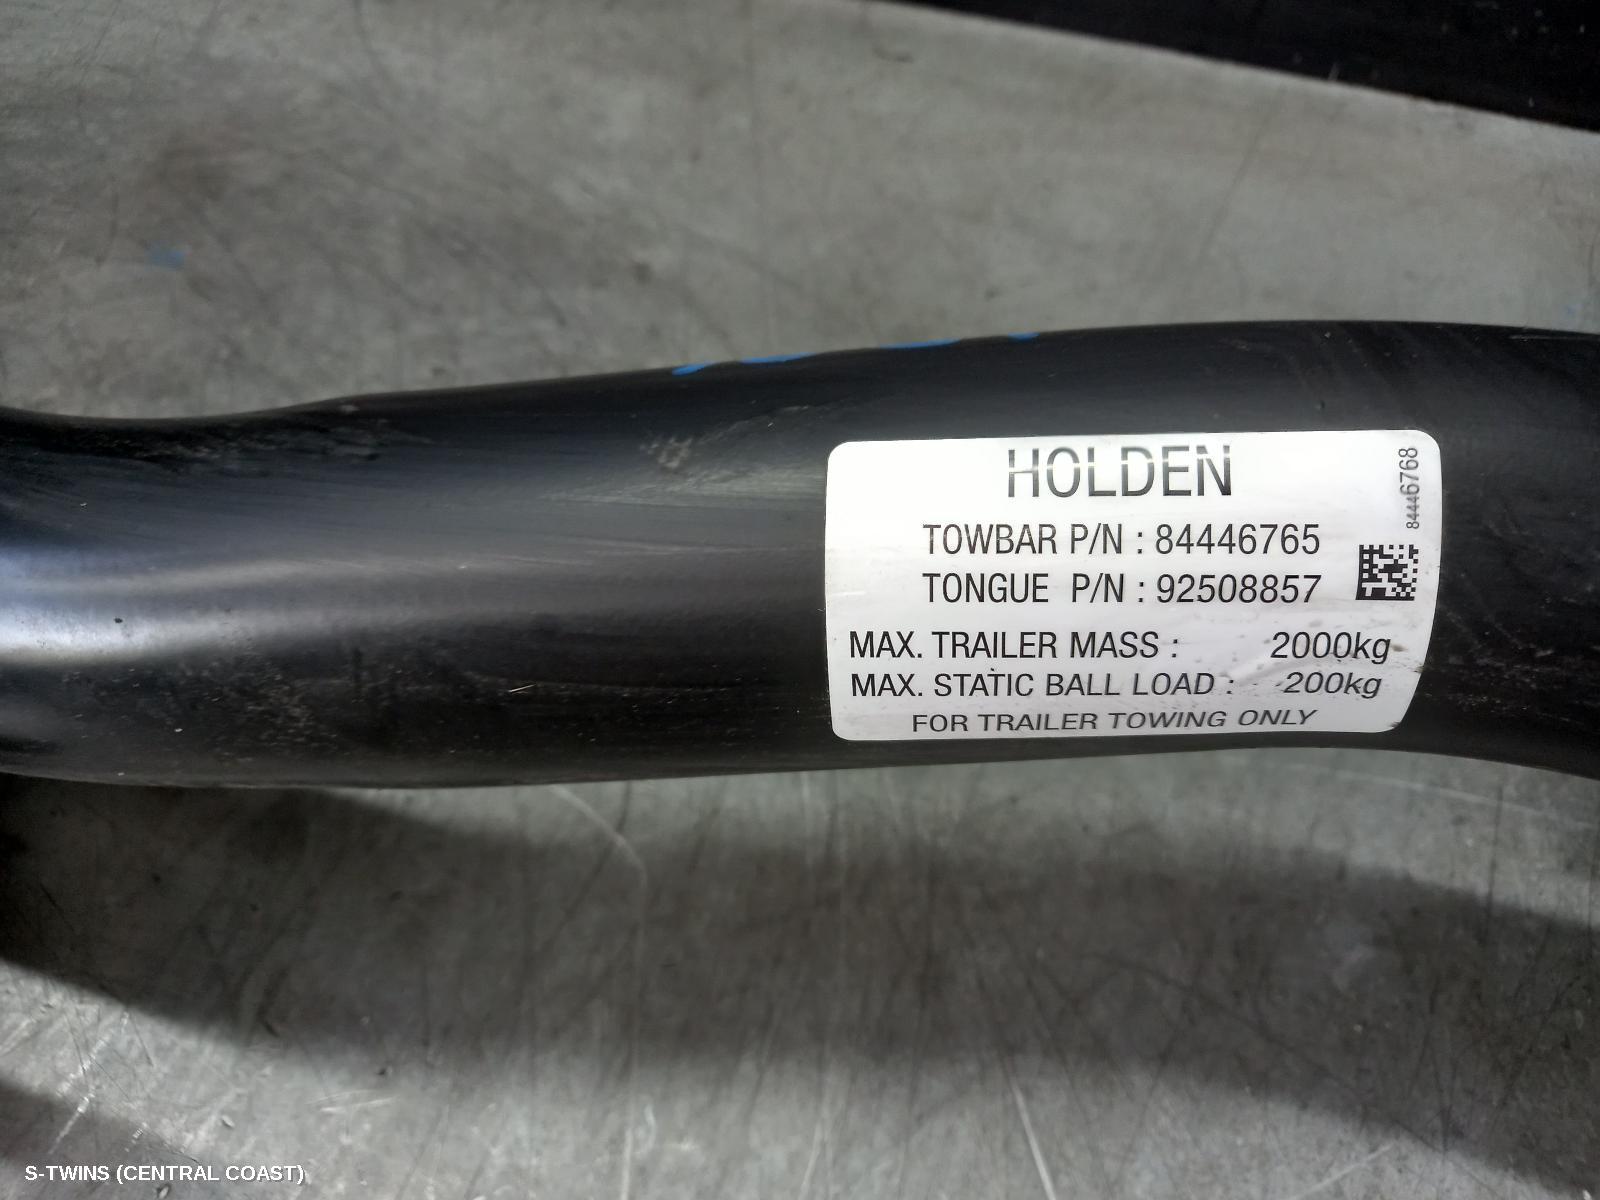 HOLDEN
84446768
TOWBAR P/N : 84446765
TONGUE P/N : 92508857
MAX. TRAILER MASS : 2000kg
MAX. STATIC BALL LOAD : 200kg
FOR TRAILER TOWING ONLY
S-TWINS (CENTRAL COAST)